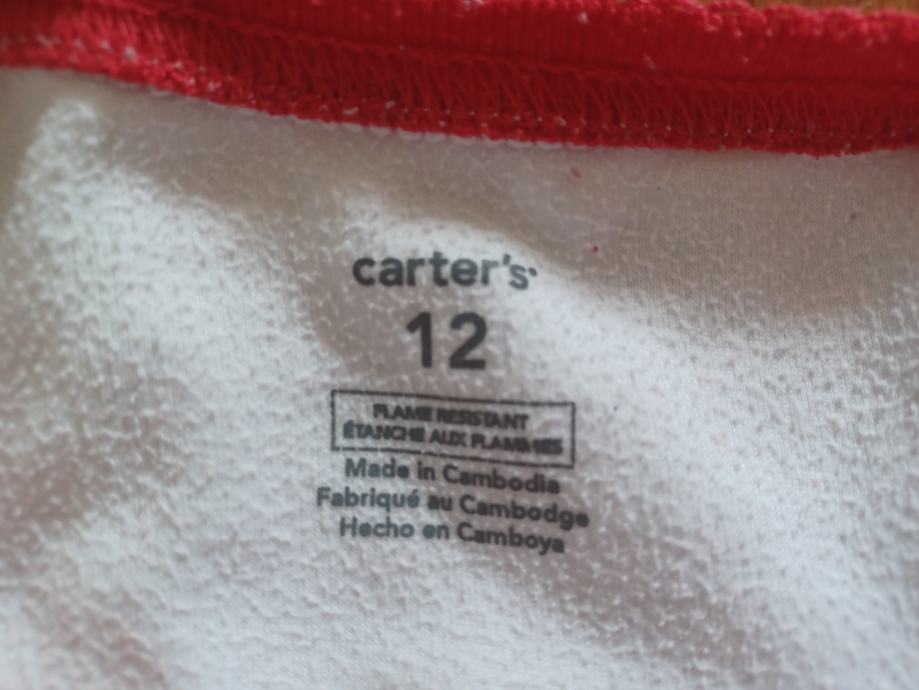 carter's
12
FLAME RESISTANT
ÉTANCHE AUX FLAMMES
Made in Cambodia
Fabriqué au Cambodge
Hecho en Camboya